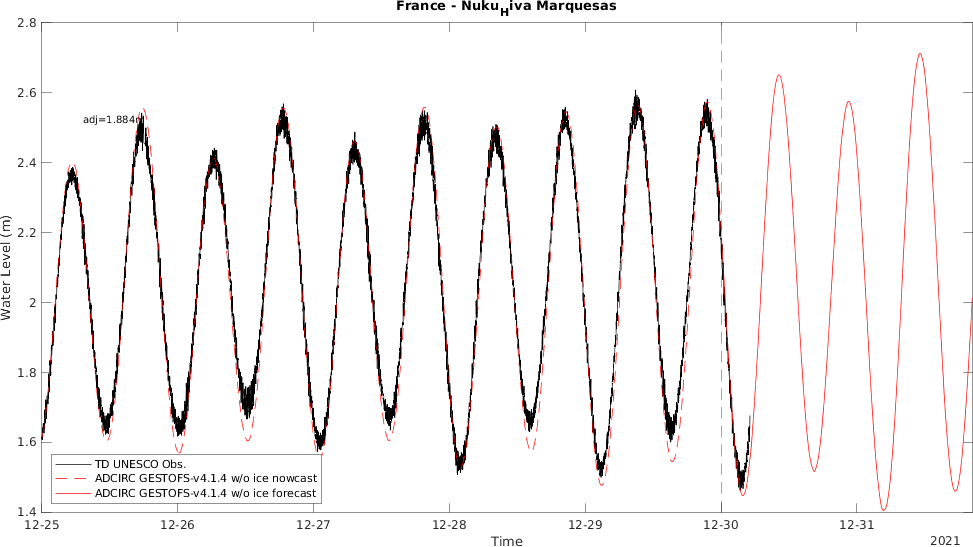 France - Nuku_Hiva Marquesas
2.8
2.6
2.4
2.2
2
1.8
1.6
1.4
Water Level (m)
adj=1.884m
TD UNESCO Obs.
ADCIRC GESTOFS-v4.1.4 w/o ice nowcast
ADCIRC GESTOFS-v4.1.4 w/o ice forecast
12-25 12-26 12-27 12-28 12-29 12-30 12-31
Time
2021